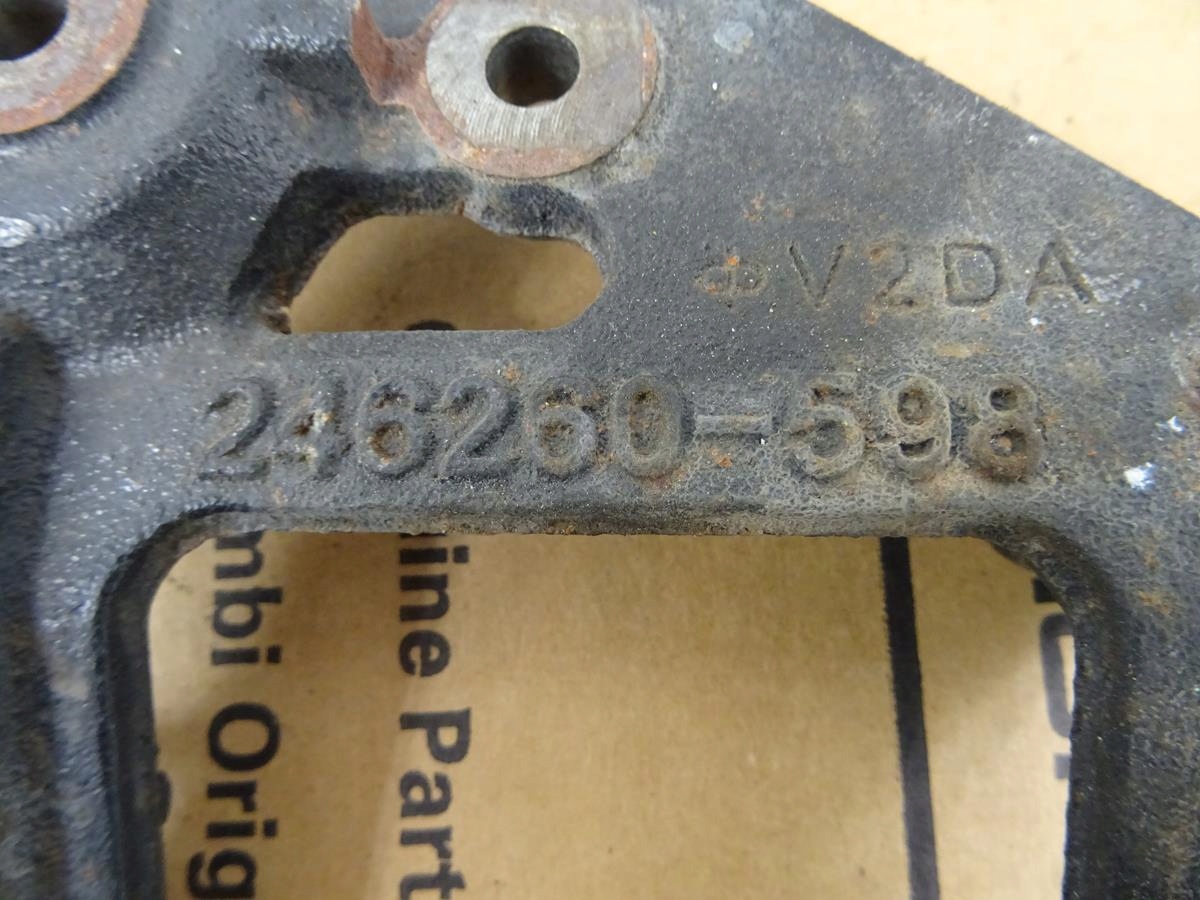 V2DA
246260-598
mbi Orig
ine Part